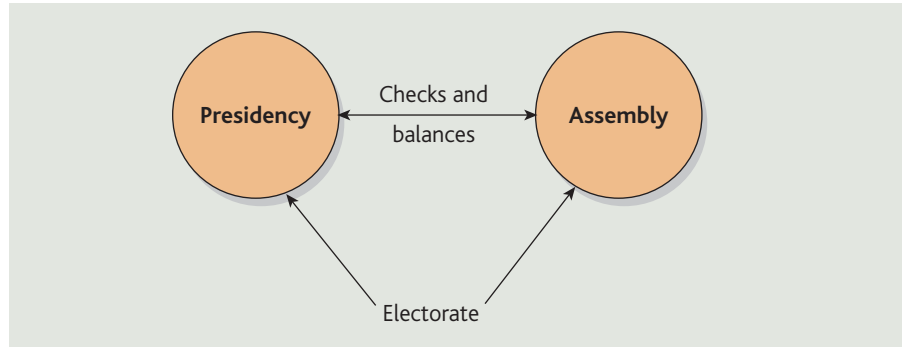 Presidency
Checks and
balances
Assembly
Electorate